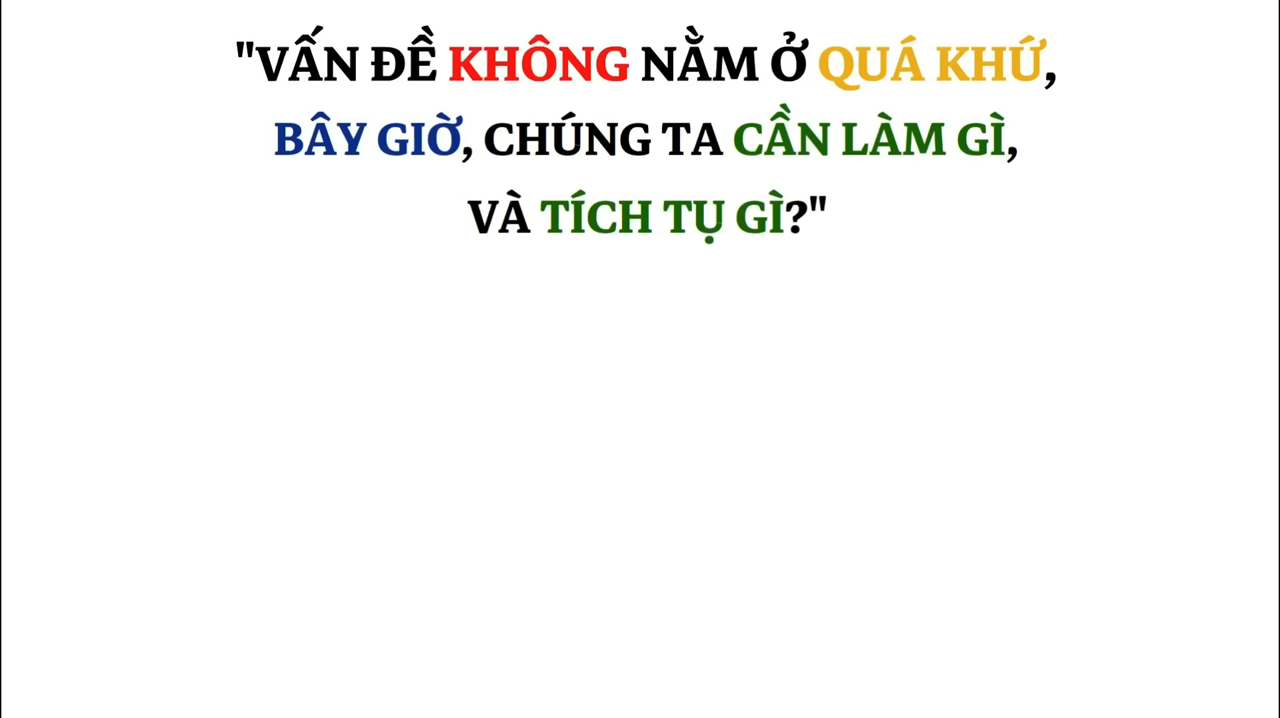 "VẤN ĐỀ KHÔNG NẰM Ở QUÁ KHỨ,
BÂY GIỜ, CHÚNG TA CẦN LÀM GÌ,
VÀ TÍCH TỤ GÌ?"